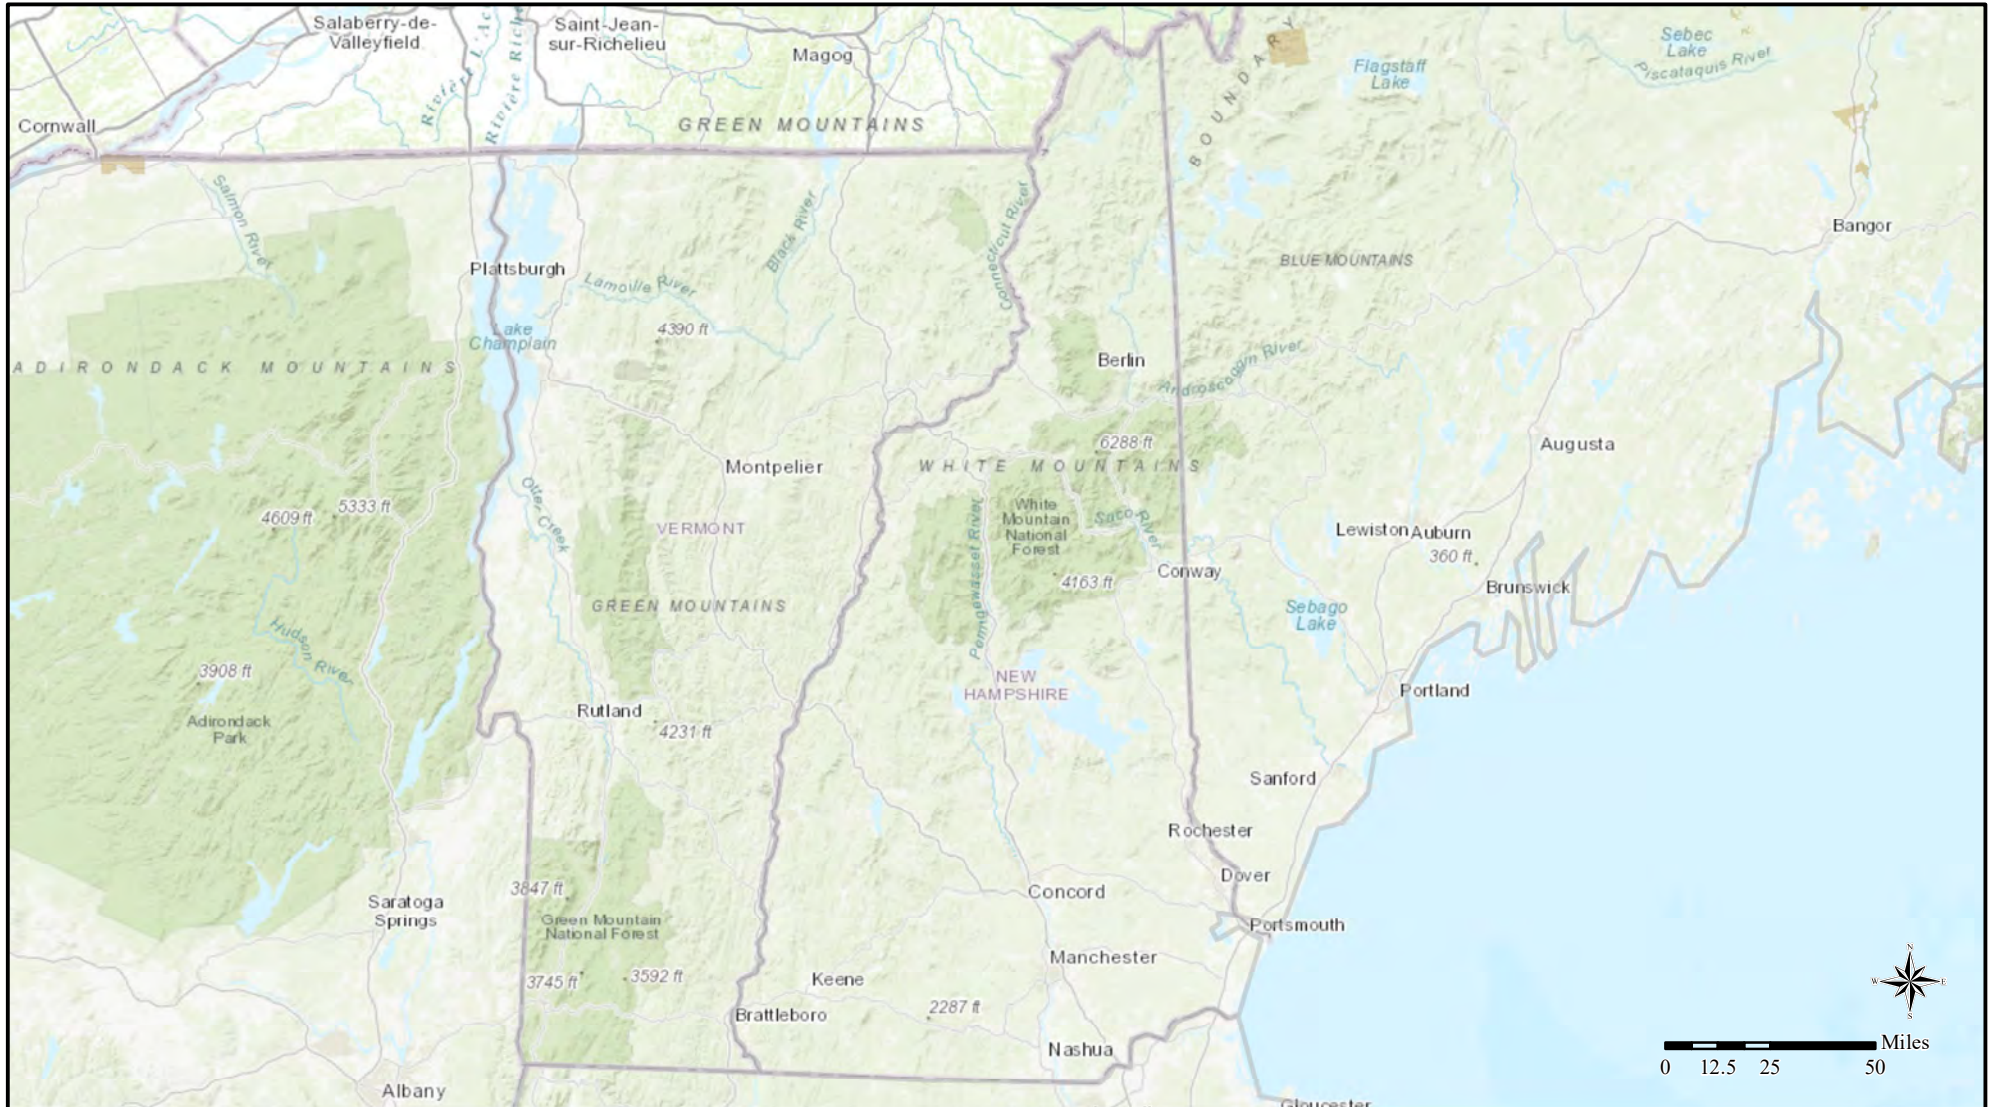 Salaberry-de-
Valleyfield
Rivière L'Ac
Rivière Riche
Saint-Jean-
sur-Richelieu
Magog
BOUNDARY
Flagstaff
Lake
Sebec
Lake
Piscataquis River
Cornwall
GREEN MOUNTAINS
Salmon River
Black River
Connecticut River
Bangor
Plattsburgh
Lamoille River
BLUE MOUNTAINS
Lake
Champlain
4390 ft
ADIRONDACK MOUNTAINS
Berlin
Androscoggin River
6288 ft
Augusta
Montpelier
WHITE MOUNTAINS
Otter Creek
5333 ft
4609 ft
VERMONT
Pemigewasset River
White
Mountain
National
Forest
Saco River
Lewiston
Auburn
360 ft
Conway
4163 ft
Brunswick
GREEN MOUNTAINS
Sebago
Lake
Hudson River
3908 ft
NEW
HAMPSHIRE
Portland
Rutland
4231 ft
Adirondack
Park
Sanford
Rochester
Dover
3847 ft
Concord
Saratoga
Springs
Green Mountain
National Forest
Portsmouth
Manchester
3745 ft
3592 ft
Keene
2287 ft
Brattleboro
Nashua
Albany
Gloucester
N
W
E
S
Miles
0 12.5 25 50